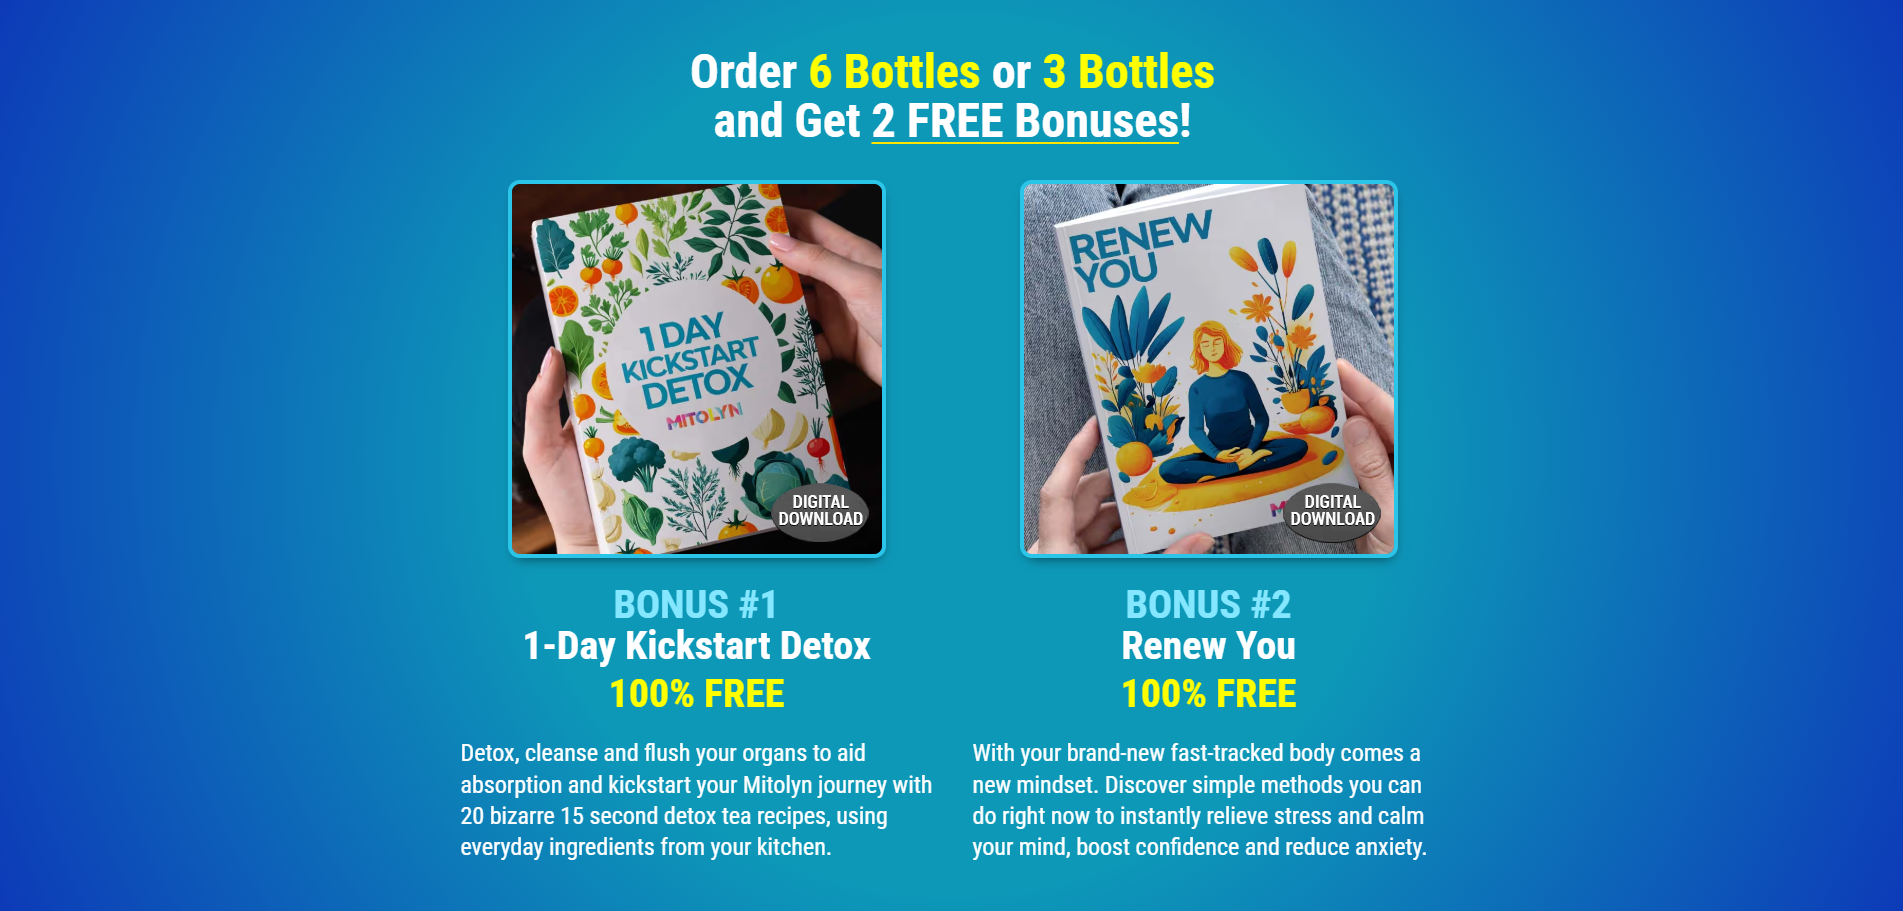 Order 6 Bottles or 3 Bottles
and Get 2 FREE Bonuses!
1 DAY
KICKSTART
DETOX
MITOLYN
DIGITAL
DOWNLOAD
RENEW
YOU
DIGITAL
DOWNLOAD
BONUS #1
1-Day Kickstart Detox
100% FREE
Detox, cleanse and flush your organs to aid
absorption and kickstart your Mitolyn journey with
20 bizarre 15 second detox tea recipes, using
everyday ingredients from your kitchen.
BONUS #2
Renew You
100% FREE
With your brand-new fast-tracked body comes a
new mindset. Discover simple methods you can
do right now to instantly relieve stress and calm
your mind, boost confidence and reduce anxiety.